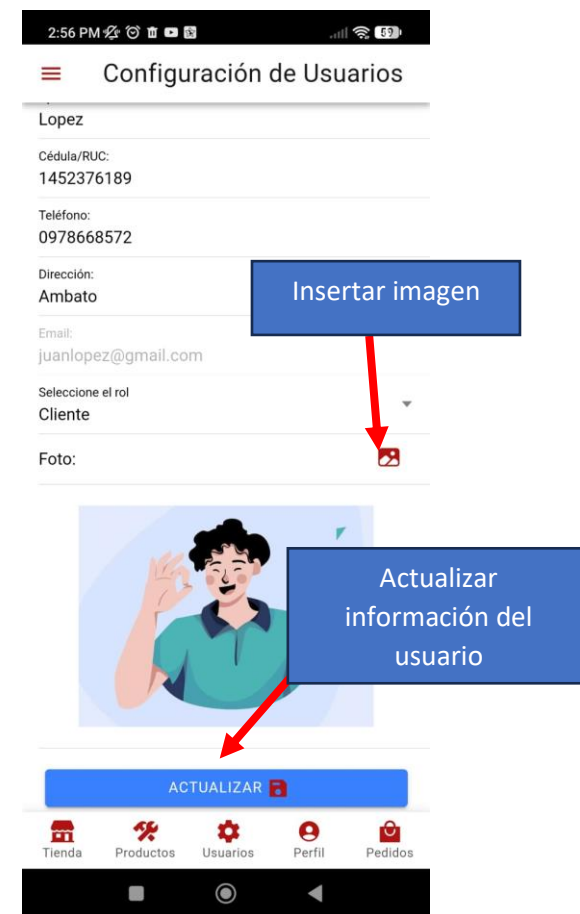 2:56 PM
59
Configuración de Usuarios
Lopez
Cédula/RUC:
1452376189
Teléfono:
0978668572
Dirección:
Ambato
Insertar imagen
Email:
juanlopez@gmail.com
Seleccione el rol
Cliente
Foto:
Actualizar
información del
usuario
ACTUALIZAR
Tienda Productos Usuarios Perfil Pedidos